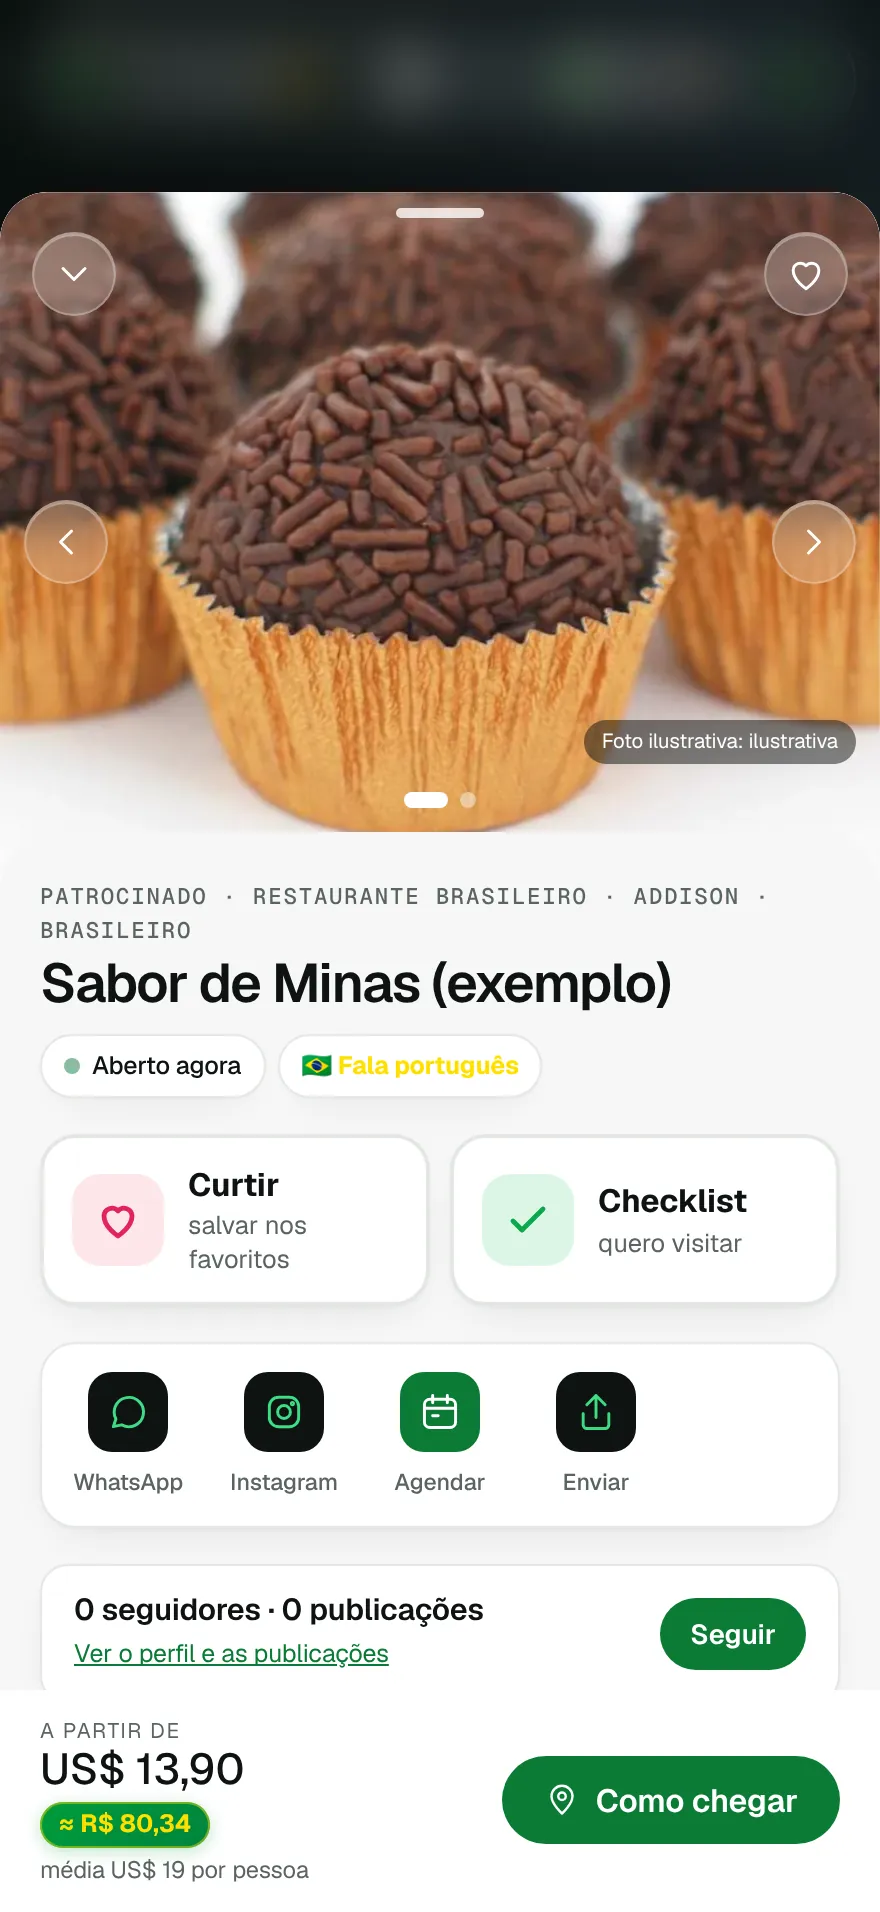 Foto ilustrativa: ilustrativa
PATROCINADO · RESTAURANTE BRASILEIRO · ADDISON ·
BRASILEIRO
Sabor de Minas (exemplo)
Aberto agora
🇧🇷 Fala português
Curtir
salvar nos
favoritos
Checklist
quero visitar
WhatsApp
Instagram
Agendar
Enviar
0 seguidores · 0 publicações
Ver o perfil e as publicações
Seguir
A PARTIR DE
US$ 13,90
≈ R$ 80,34
média US$ 19 por pessoa
Como chegar